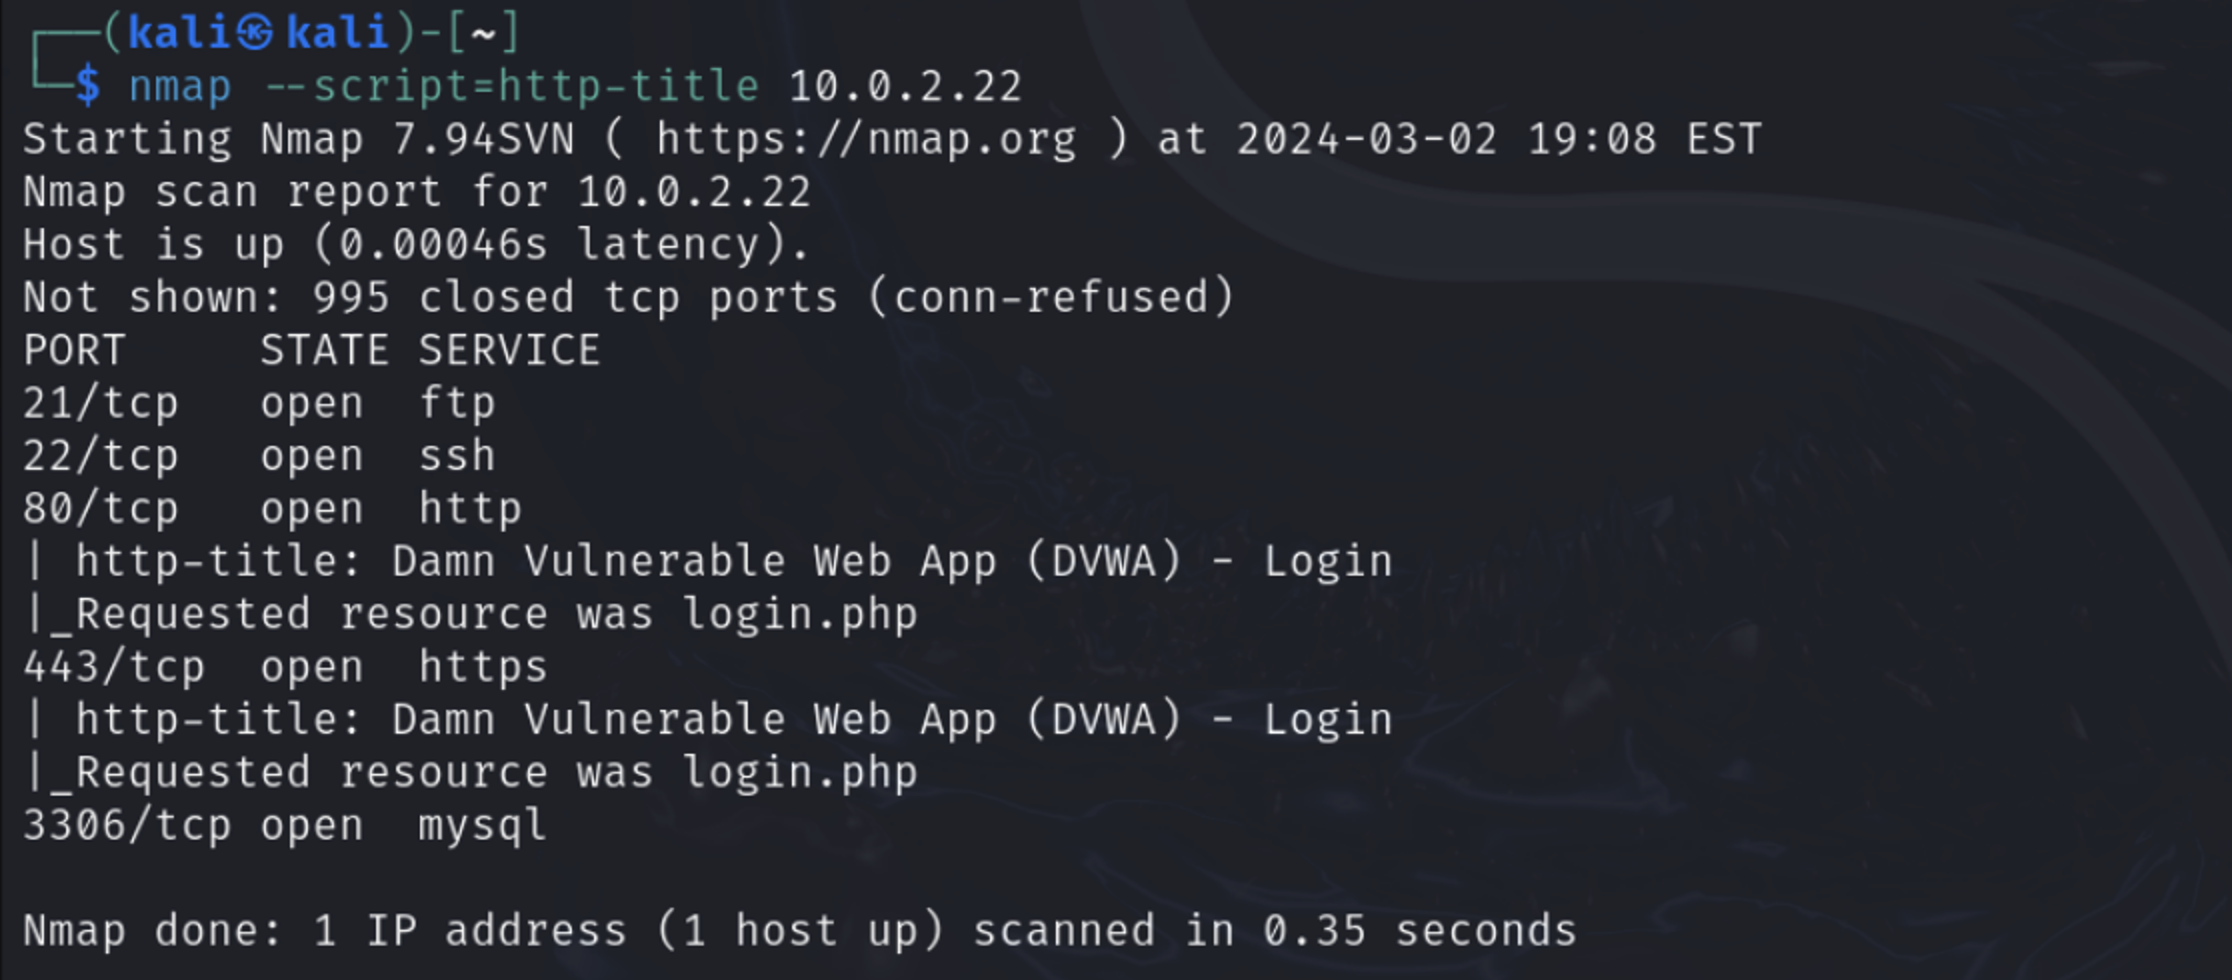 ┌──(kali㉿kali)-[~]
└─$ nmap --script=http-title 10.0.2.22
Starting Nmap 7.94SVN ( https://nmap.org ) at 2024-03-02 19:08 EST
Nmap scan report for 10.0.2.22
Host is up (0.00046s latency).
Not shown: 995 closed tcp ports (conn-refused)
PORT     STATE SERVICE
21/tcp   open  ftp
22/tcp   open  ssh
80/tcp   open  http
| http-title: Damn Vulnerable Web App (DVWA) - Login
|_Requested resource was login.php
443/tcp  open  https
| http-title: Damn Vulnerable Web App (DVWA) - Login
|_Requested resource was login.php
3306/tcp open  mysql
Nmap done: 1 IP address (1 host up) scanned in 0.35 seconds